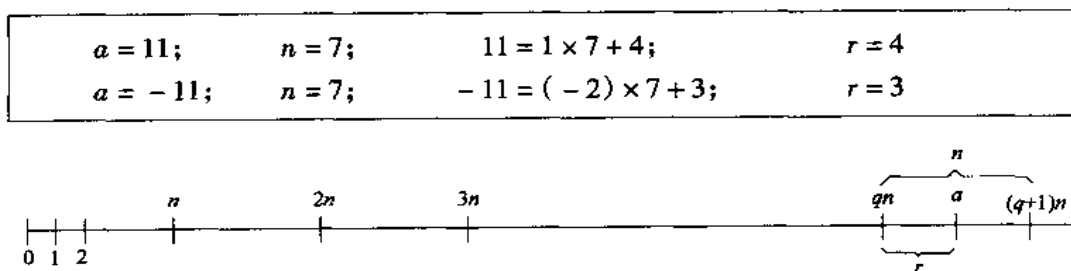 a = 11; n = 7; 11 = 1 × 7 + 4; r = 4
a = − 11; n = 7; − 11 = ( − 2) × 7 + 3; r = 3
n
n 2n 3n qn a (q+1)n
0 1 2
r